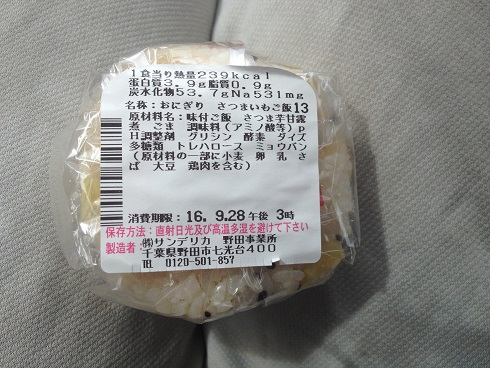 1食当り熱量239kcal
蛋白質3.9g脂質0.9g
炭水化物53.7gNa531mg
名称：おにぎり さつまいもご飯13
原材料名：味付ご飯 さつま芋甘露
煮 ごま 調味料（アミノ酸等）p
H調整剤 グリシン 酵素 ダイズ
多糖類 トレハロース ミョウバン
（原材料の一部に小麦 卵 乳 さ
ば 大豆 鶏肉を含む）
消費期限：16. 9.28午後 3時
保存方法：直射日光及び高温多湿を避けて下さい
製造者 ㈱サンデリカ 野田事業所
千葉県野田市七光台400
TEL 0120-501-857